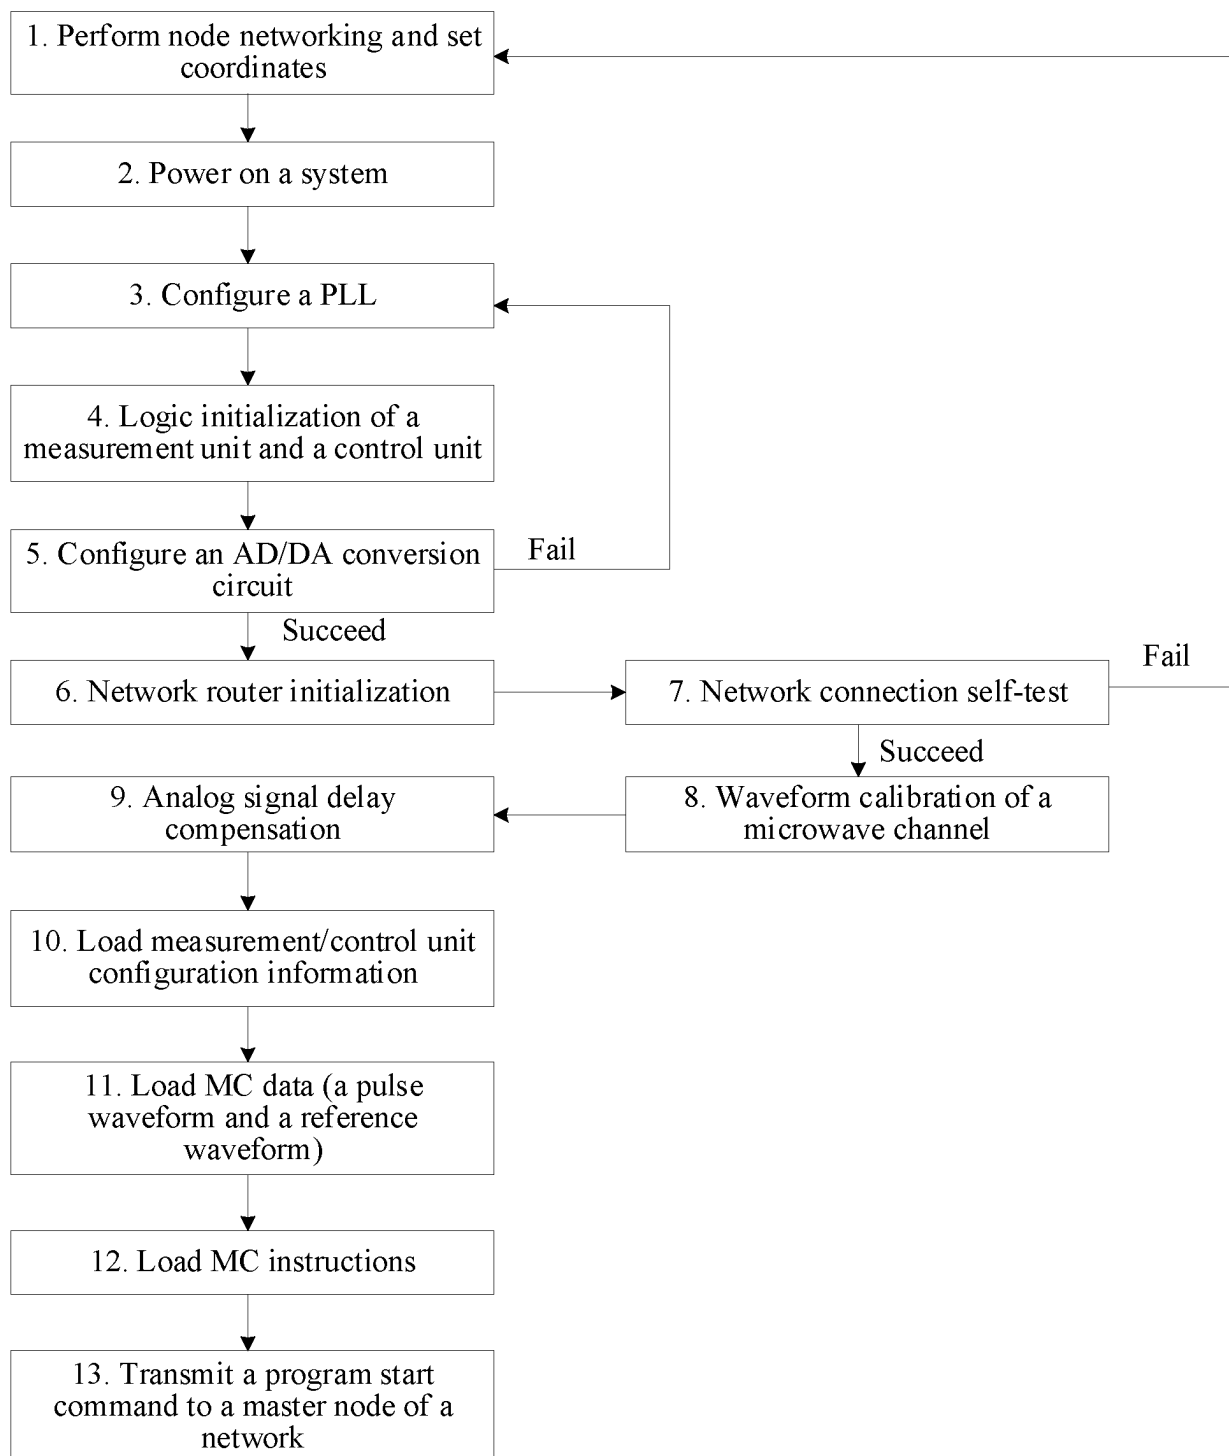 1. Perform node networking and set
coordinates
2. Power on a system
3. Configure a PLL
4. Logic initialization of a
measurement unit and a control unit
5. Configure an AD/DA conversion
circuit
Fail
Succeed
6. Network router initialization
7. Network connection self-test
Fail
Succeed
8. Waveform calibration of a
microwave channel
9. Analog signal delay
compensation
10. Load measurement/control unit
configuration information
11. Load MC data (a pulse
waveform and a reference
waveform)
12. Load MC instructions
13. Transmit a program start
command to a master node of a
network